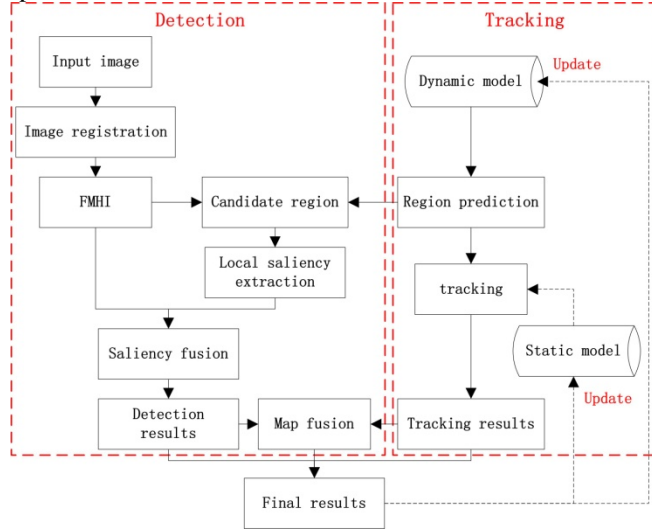 Detection
Tracking
Input image
Update
Dynamic model
Image registration
FMHI
Candidate region
Region prediction
Local saliency
extraction
tracking
Saliency fusion
Static model
Detection
results
Map fusion
Tracking results
Update
Final results